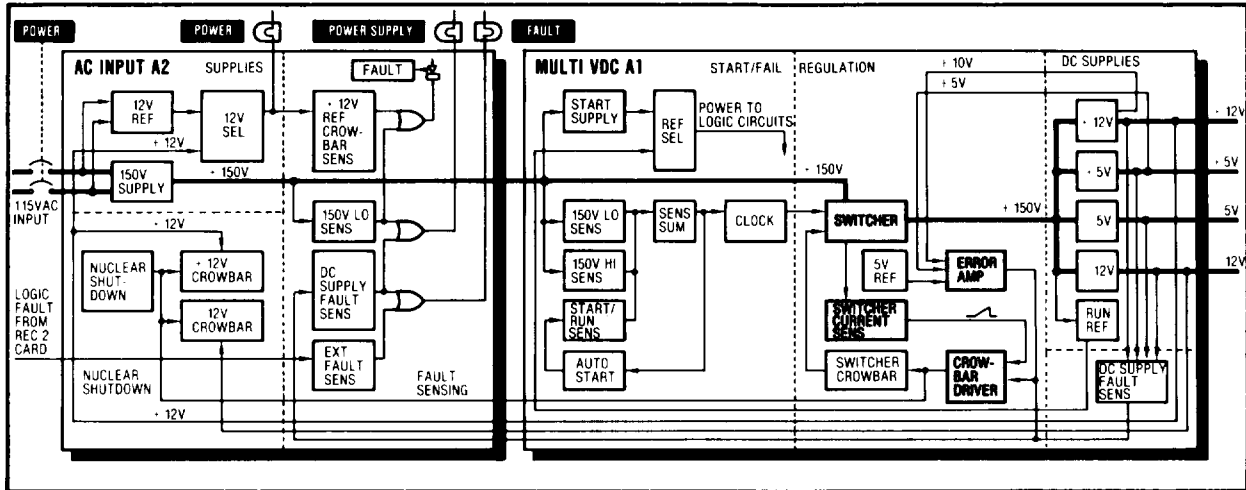 POWER
POWER
POWER SUPPLY
FAULT
AC INPUT A2
SUPPLIES
FAULT
12V
REF
12V
SEL
+ 12V
REF
CROW-
BAR
SENS
+ 12V
150V
SUPPLY
+ 150V
115VAC
INPUT
+ 12V
NUCLEAR
SHUT-
DOWN
+ 12V
CROWBAR
12V
CROWBAR
150V LO
SENS
DC
SUPPLY
FAULT
SENS
EXT
FAULT
SENS
LOGIC
FAULT
FROM
REC 2
CARD
NUCLEAR
SHUTDOWN
FAULT
SENSING
+ 12V
MULTI VDC A1
START/FAIL
REGULATION
DC SUPPLIES
+ 10V
+ 5V
START
SUPPLY
REF
SEL
POWER TO
LOGIC CIRCUITS
+ 150V
150V LO
SENS
SENS
SUM
CLOCK
SWITCHER
150V HI
SENS
5V
REF
ERROR
AMP
START/
RUN
SENS
SWITCHER
CURRENT
SENS
AUTO
START
SWITCHER
CROWBAR
CROW-
BAR
DRIVER
+ 150V
+ 12V
+ 5V
5V
12V
RUN
REF
DC SUPPLY
FAULT
SENS
+ 12V
+ 5V
5V
12V